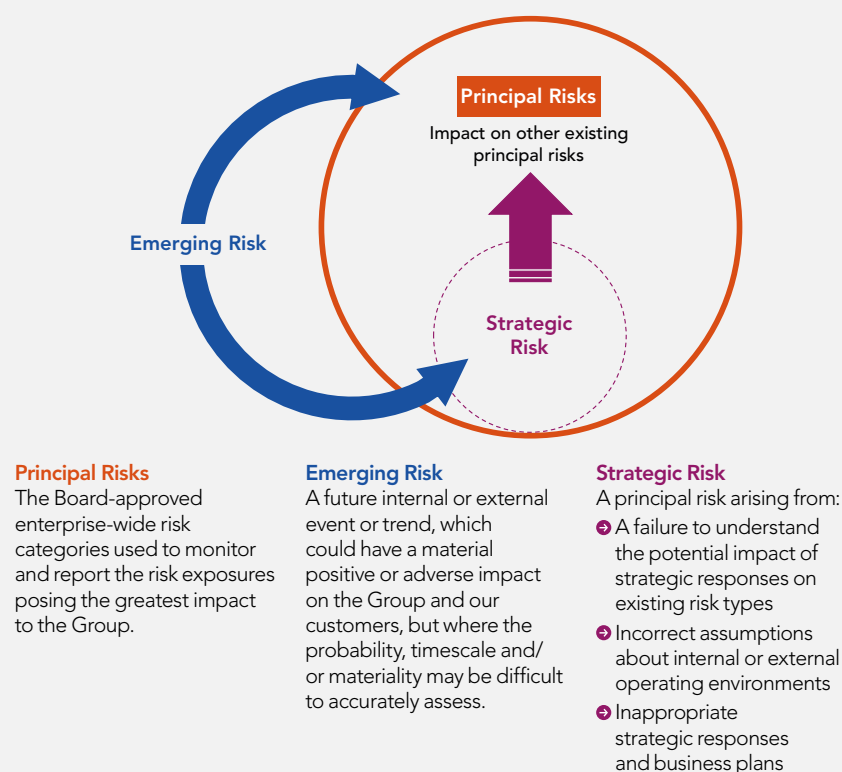 Principal Risks
Impact on other existing
principal risks
Emerging Risk
Strategic
Risk
Principal Risks
The Board-approved
enterprise-wide risk
categories used to monitor
and report the risk exposures
posing the greatest impact
to the Group.
Emerging Risk
A future internal or external
event or trend, which
could have a material
positive or adverse impact
on the Group and our
customers, but where the
probability, timescale and/
or materiality may be difficult
to accurately assess.
Strategic Risk
A principal risk arising from:
A failure to understand
the potential impact of
strategic responses on
existing risk types
Incorrect assumptions
about internal or external
operating environments
Inappropriate
strategic responses
and business plans